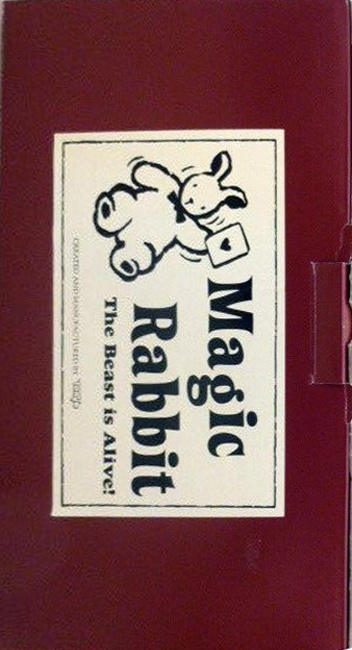 Magic
Rabbit
The Beast is Alive!
CREATED AND MANUFACTURED BY